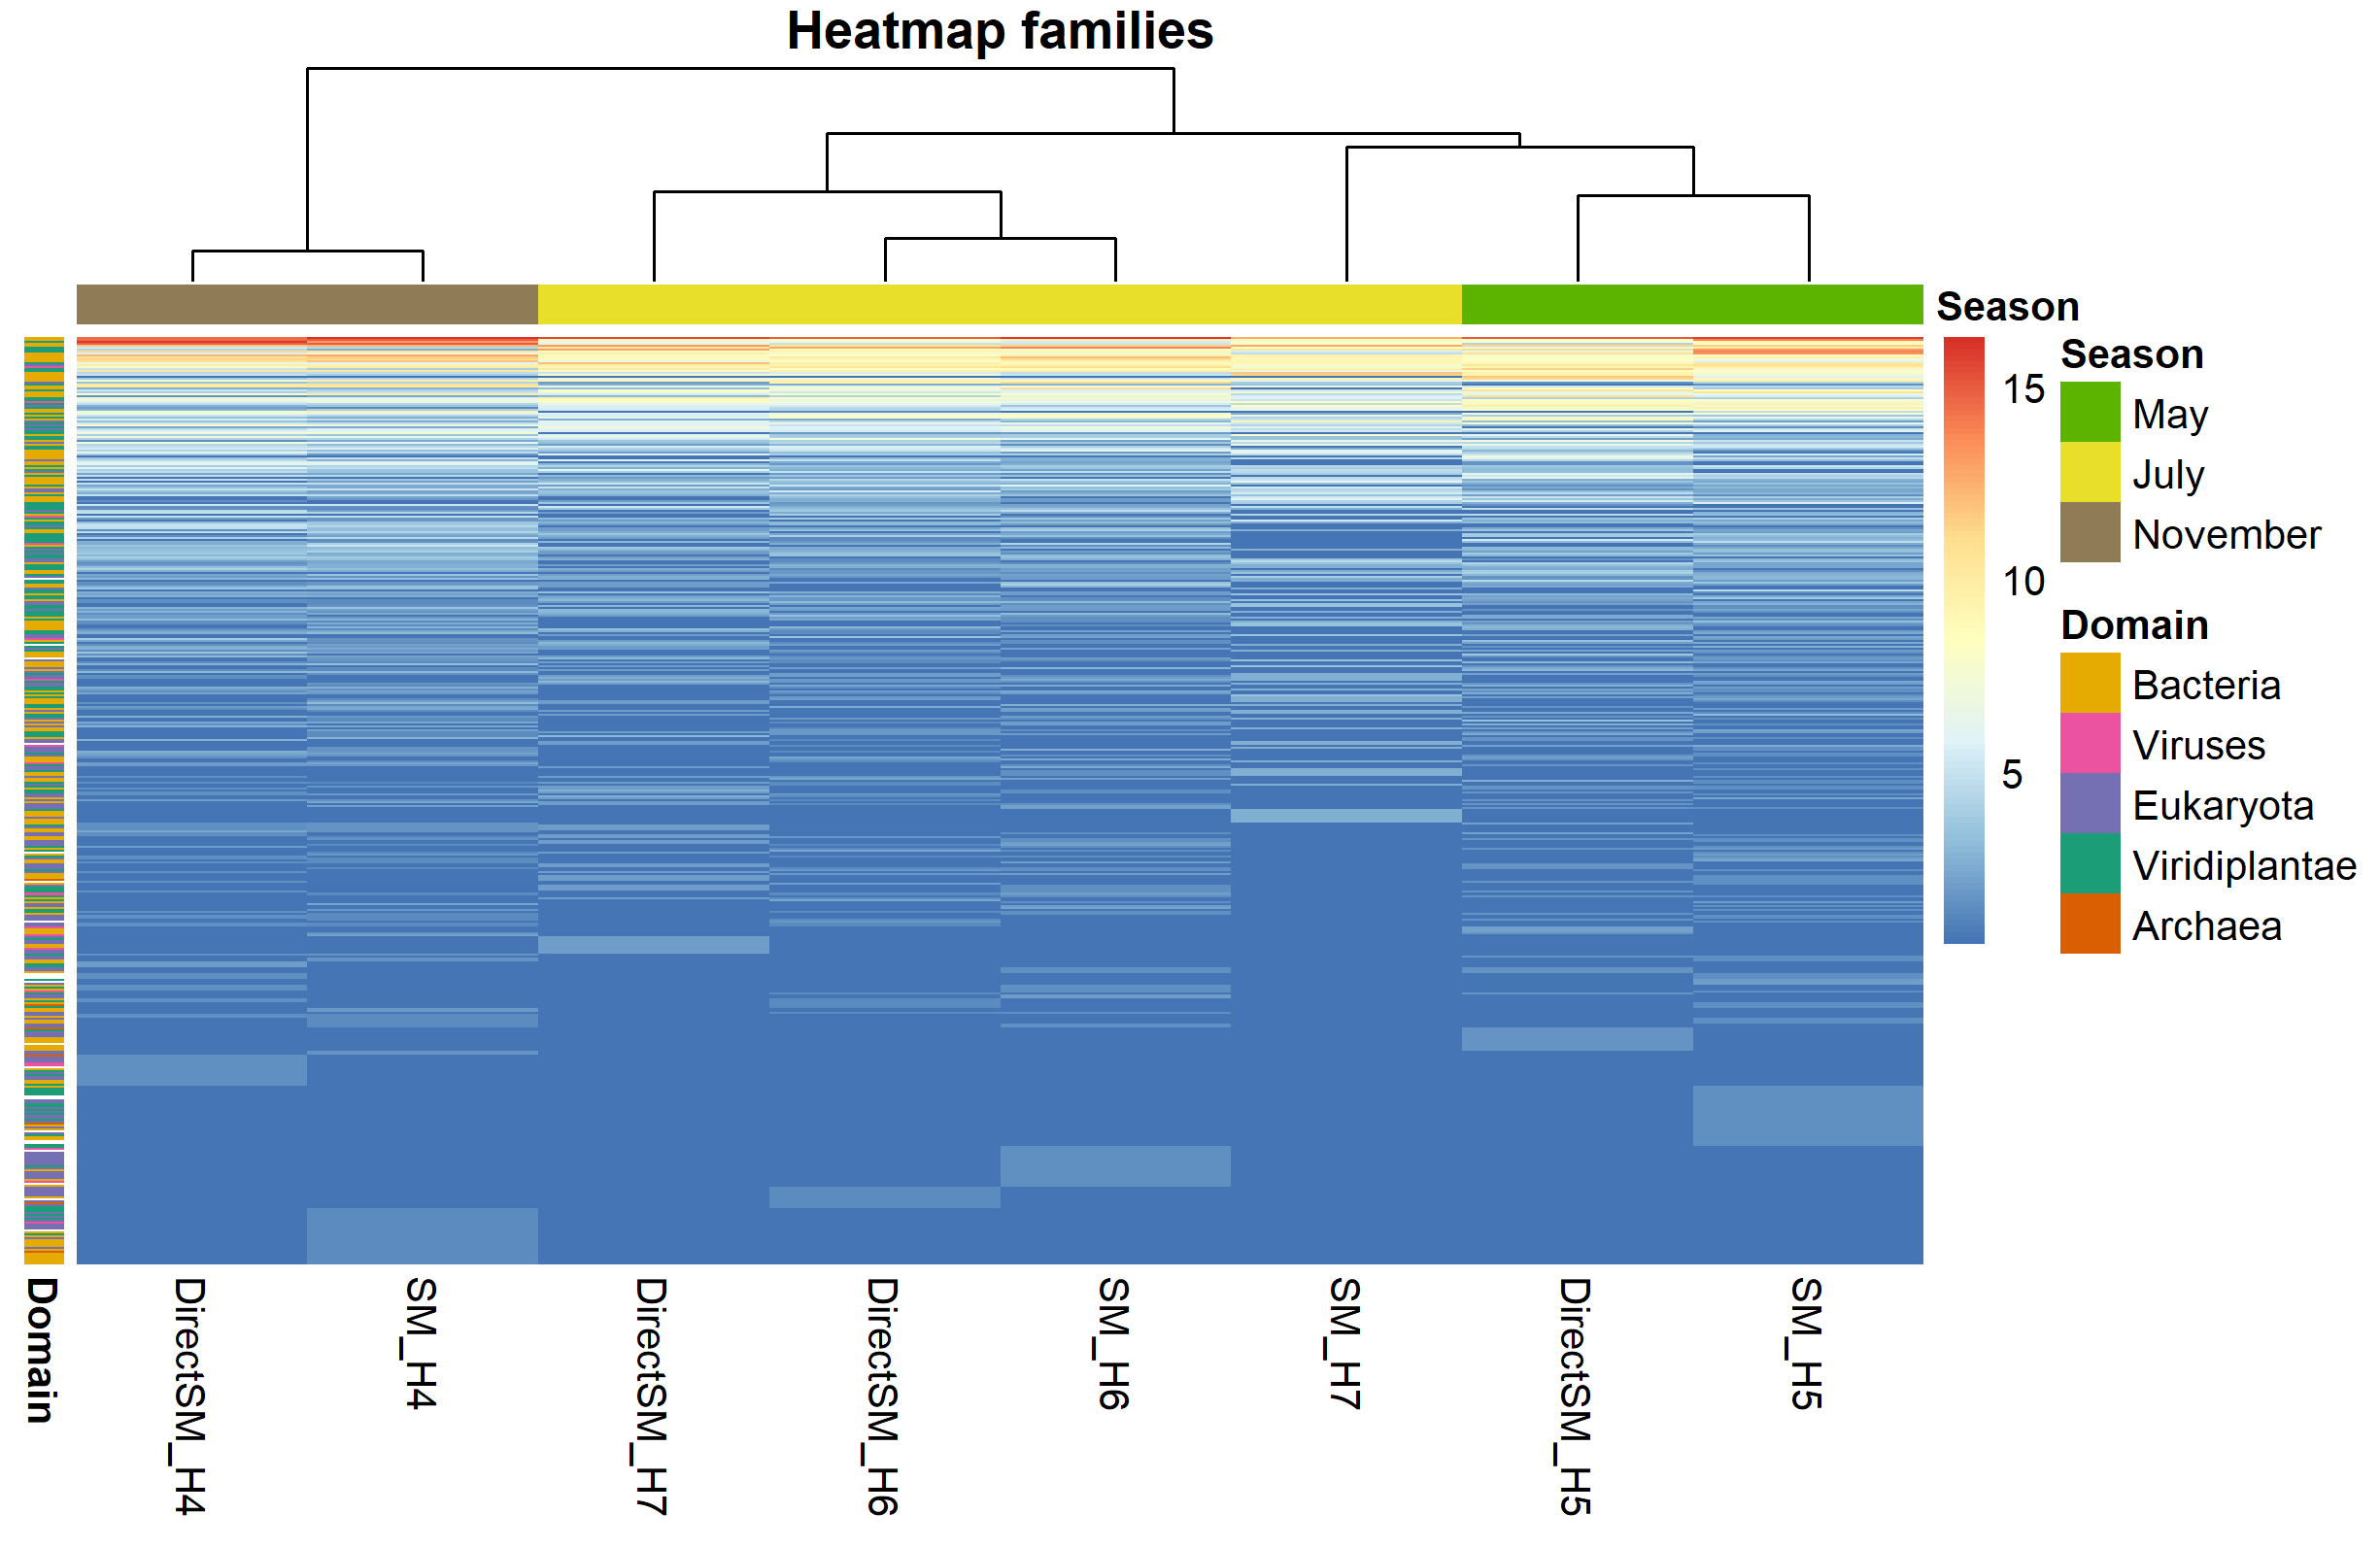 Heatmap families
Season
15
10
5
Season
May
July
November
Domain
Bacteria
Viruses
Eukaryota
Viridiplantae
Archaea
Domain
DirectSM_H4
SM_H4
DirectSM_H7
DirectSM_H6
SM_H6
SM_H7
DirectSM_H5
SM_H5